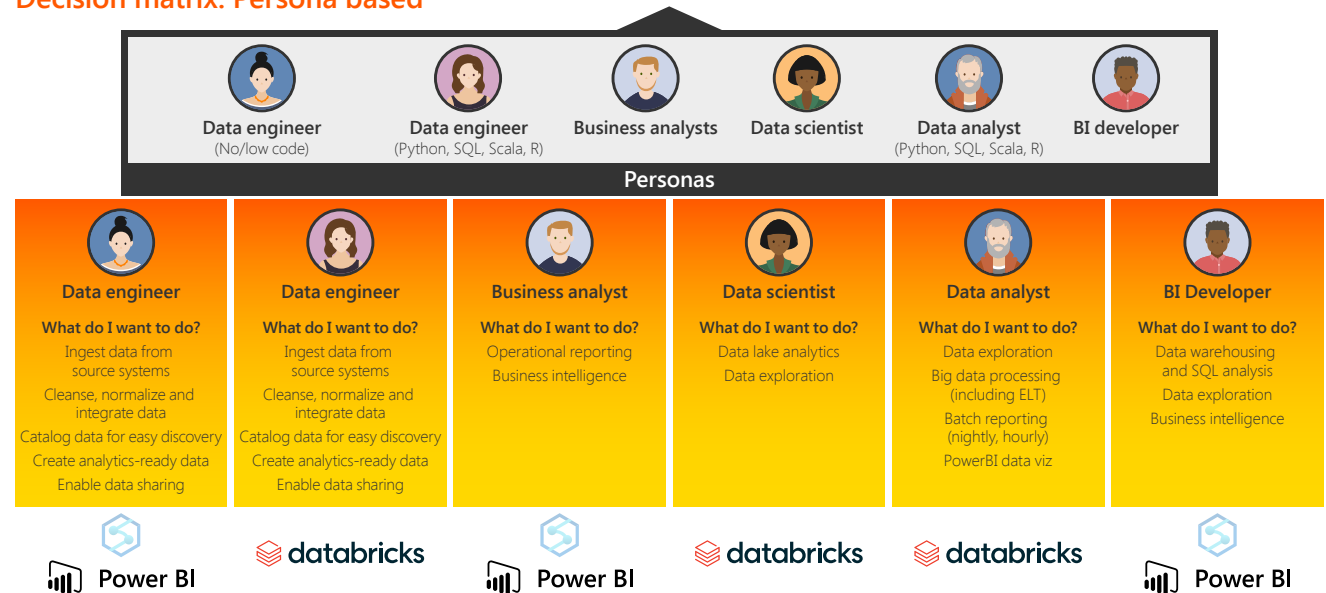 Decision matrix: Persona based
Data engineer
(No/low code)
Data engineer
(Python, SQL, Scala, R)
Business analysts
Data scientist
Data analyst
(Python, SQL, Scala, R)
BI developer
Personas
Data engineer
What do I want to do?
Ingest data from
source systems
Cleanse, normalize and
integrate data
Catalog data for easy discovery
Create analytics-ready data
Enable data sharing
Power BI
Data engineer
What do I want to do?
Ingest data from
source systems
Cleanse, normalize and
integrate data
Catalog data for easy discovery
Create analytics-ready data
Enable data sharing
databricks
Business analyst
What do I want to do?
Operational reporting
Business intelligence
Power BI
Data scientist
What do I want to do?
Data lake analytics
Data exploration
databricks
Data analyst
What do I want to do?
Data exploration
Big data processing
(including ELT)
Batch reporting
(nightly, hourly)
PowerBI data viz
databricks
BI Developer
What do I want to do?
Data warehousing
and SQL analysis
Data exploration
Business intelligence
Power BI